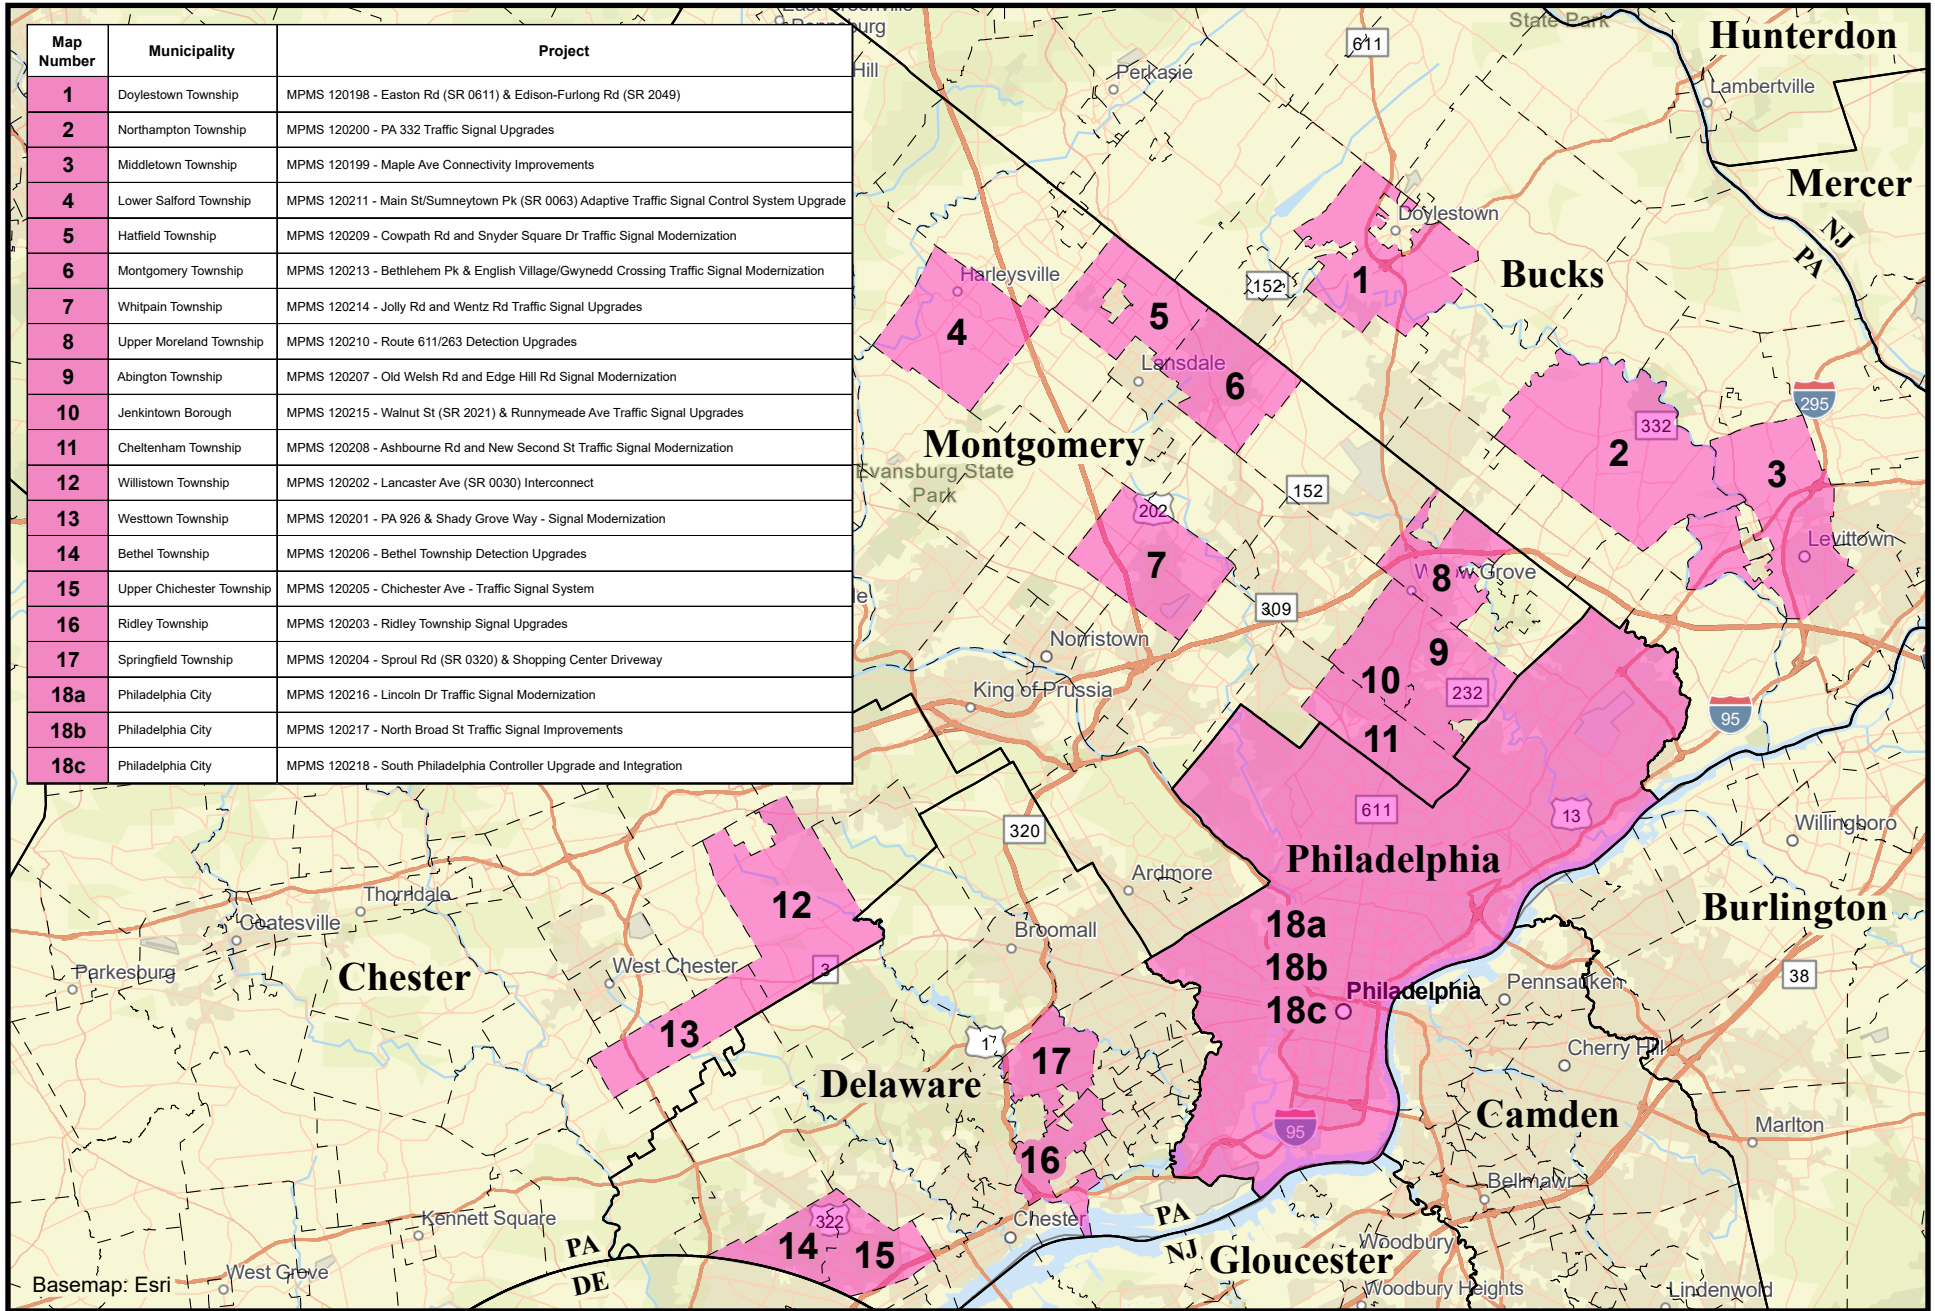 Map Number Municipality Project
1 Doylestown Township MPMS 120198 - Easton Rd (SR 0611) & Edison-Furlong Rd (SR 2049)
2 Northampton Township MPMS 120200 - PA 332 Traffic Signal Upgrades
3 Middletown Township MPMS 120199 - Maple Ave Connectivity Improvements
4 Lower Salford Township MPMS 120211 - Main St/Sumneytown Pk (SR 0063) Adaptive Traffic Signal Control System Upgrade
5 Hatfield Township MPMS 120209 - Cowpath Rd and Snyder Square Dr Traffic Signal Modernization
6 Montgomery Township MPMS 120213 - Bethlehem Pk & English Village/Gwynedd Crossing Traffic Signal Modernization
7 Whitpain Township MPMS 120214 - Jolly Rd and Wentz Rd Traffic Signal Upgrades
8 Upper Moreland Township MPMS 120210 - Route 611/263 Detection Upgrades
9 Abington Township MPMS 120207 - Old Welsh Rd and Edge Hill Rd Signal Modernization
10 Jenkintown Borough MPMS 120215 - Walnut St (SR 2021) & Runnymeade Ave Traffic Signal Upgrades
11 Cheltenham Township MPMS 120208 - Ashbourne Rd and New Second St Traffic Signal Modernization
12 Willistown Township MPMS 120202 - Lancaster Ave (SR 0030) Interconnect
13 Westtown Township MPMS 120201 - PA 926 & Shady Grove Way - Signal Modernization
14 Bethel Township MPMS 120206 - Bethel Township Detection Upgrades
15 Upper Chichester Township MPMS 120205 - Chichester Ave - Traffic Signal System
16 Ridley Township MPMS 120203 - Ridley Township Signal Upgrades
17 Springfield Township MPMS 120204 - Sproul Rd (SR 0320) & Shopping Center Driveway
18a Philadelphia City MPMS 120216 - Lincoln Dr Traffic Signal Modernization
18b Philadelphia City MPMS 120217 - North Broad St Traffic Signal Improvements
18c Philadelphia City MPMS 120218 - South Philadelphia Controller Upgrade and Integration
State Park
Hunterdon
611
Hill
Perkasie
Lambertville
Mercer
NJ
PA
Doylestown
Bucks
1
152
Harleysville
4
5
Lansdale
6
295
332
2
3
Montgomery
Evansburg State
Park
152
202
7
Levittown
8
Grove
309
Norristown
9
10
232
King of Prussia
11
95
611
13
320
Willingboro
Philadelphia
Ardmore
Thorndale
12
Coatesville
Burlington
18a
Broomall
18b
West Chester
3
Parkesburg
Chester
38
Pennsauken
Philadelphia
18c
13
17
Cherry Hill
Delaware
Camden
95
Marlton
16
Bellmawr
Kennett Square
322
Chester
PA
NJ
14
15
PA
DE
Gloucester
Woodbury
West Grove
Basemap: Esri
Woodbury Heights
Lindenwold